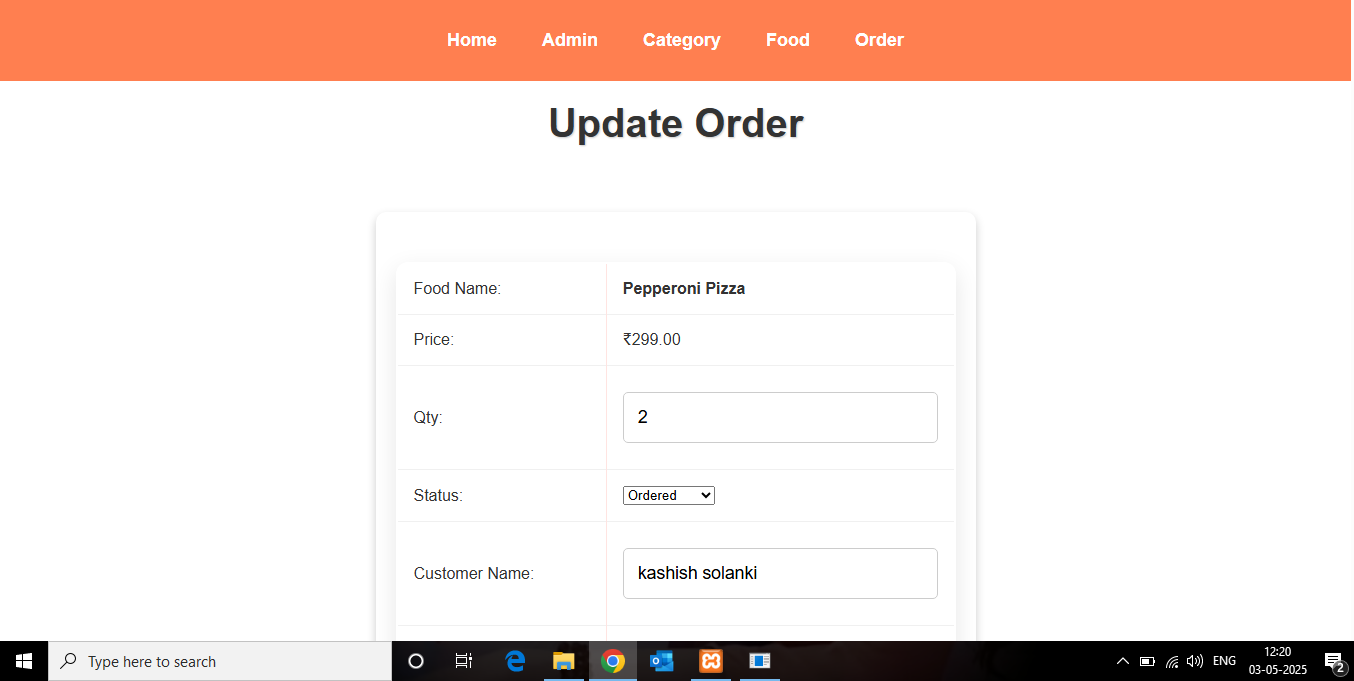 Home Admin Category Food Order
Update Order
Food Name: Pepperoni Pizza
Price: ₹299.00
Qty: 2
Status: Ordered
Customer Name: kashish solanki
Type here to search
ENG
12:20
03-05-2025
2